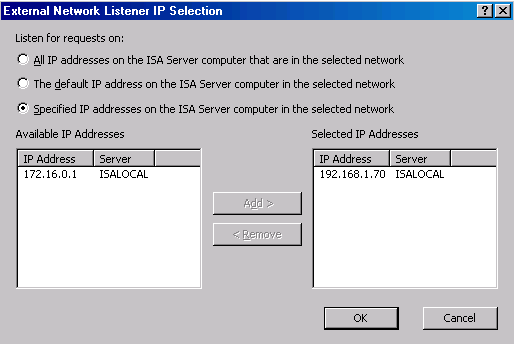 External Network Listener IP Selection
Listen for requests on:
All IP addresses on the ISA Server computer that are in the selected network
The default IP address on the ISA Server computer in the selected network
Specified IP addresses on the ISA Server computer in the selected network
Available IP Addresses
IP Address Server
172.16.0.1 ISALOCAL
Add >
< Remove
Selected IP Addresses
IP Address Server
192.168.1.70 ISALOCAL
OK Cancel